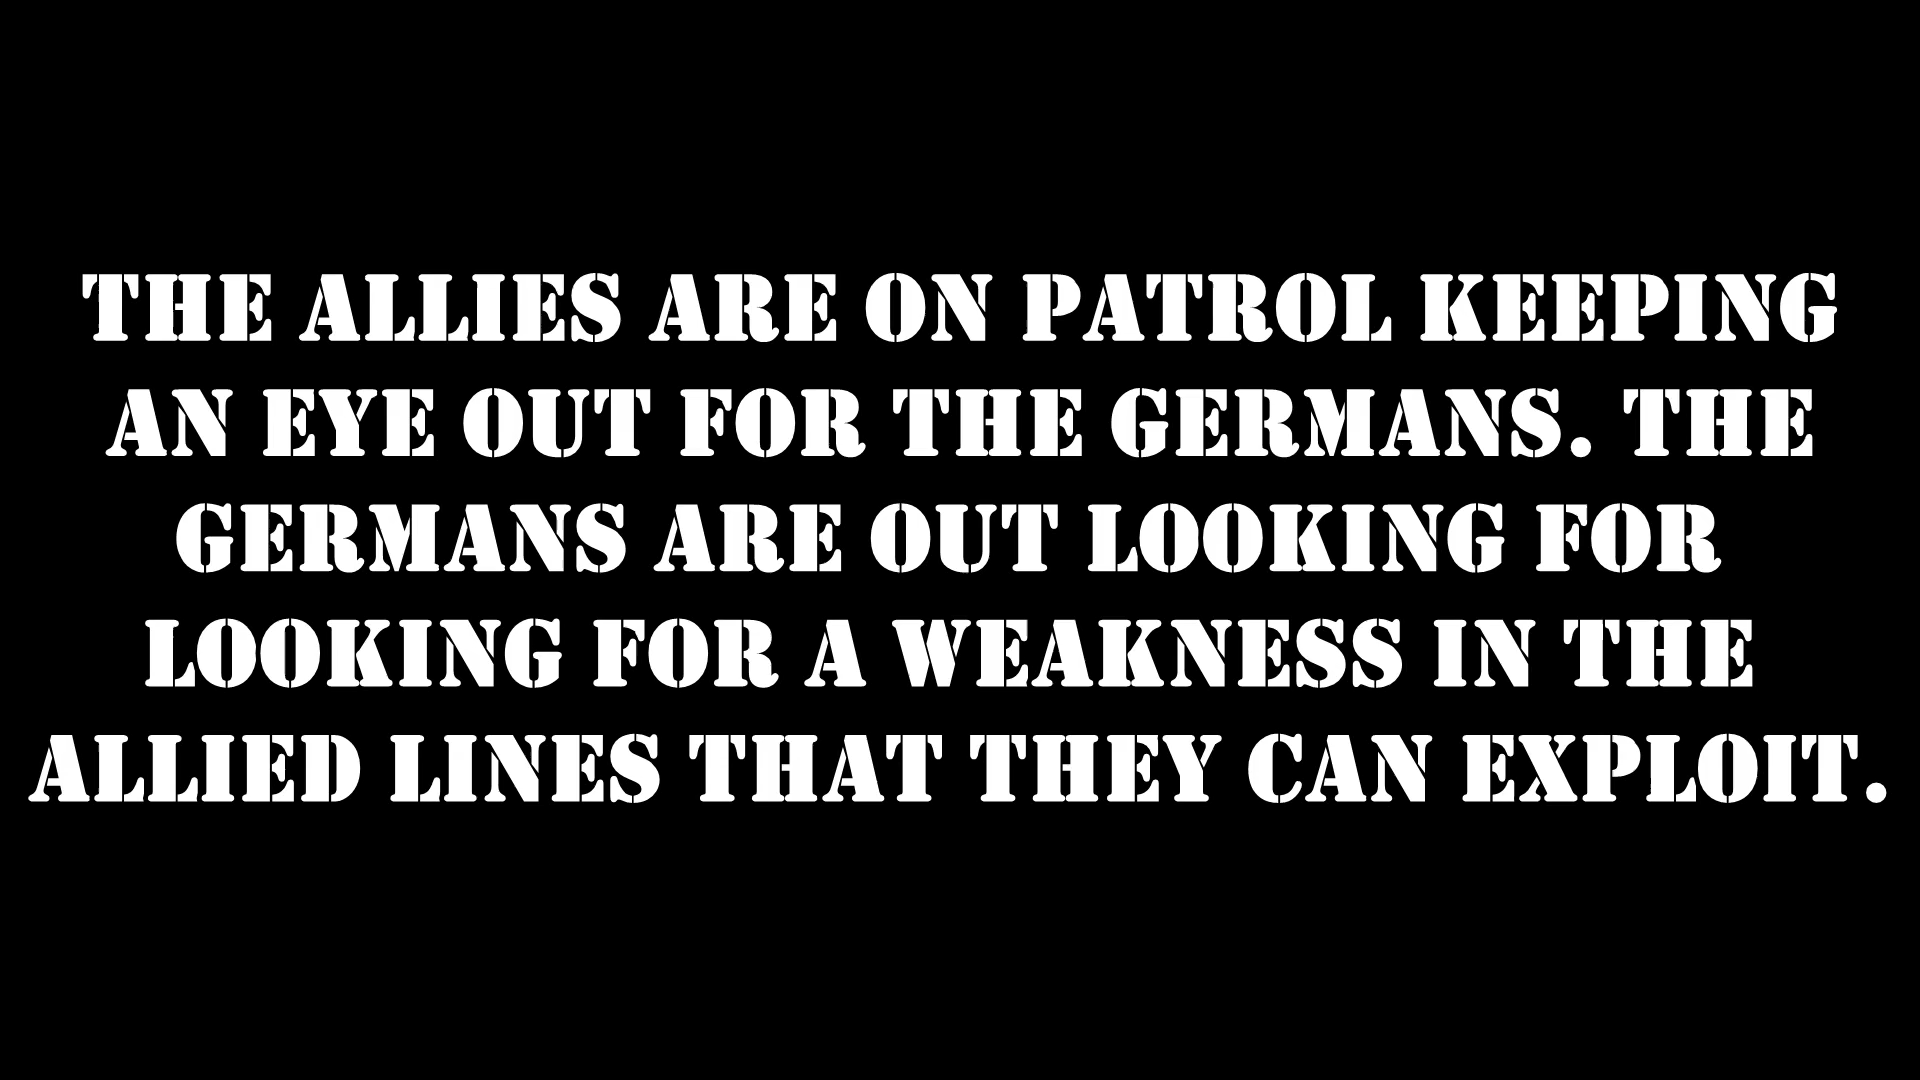 THE ALLIES ARE ON PATROL KEEPING
AN EYE OUT FOR THE GERMANS. THE
GERMANS ARE OUT LOOKING FOR
LOOKING FOR A WEAKNESS IN THE
ALLIED LINES THAT THEY CAN EXPLOIT.